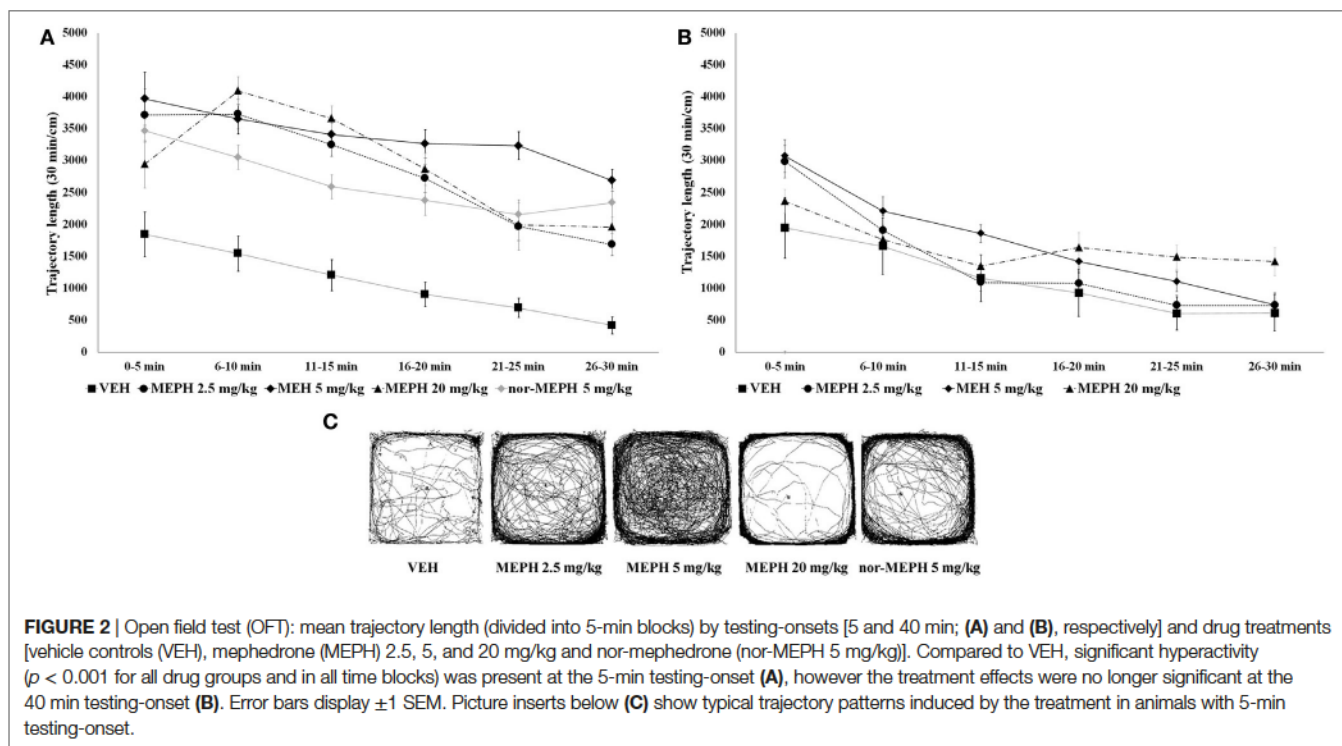 A
B
5000
4500
4000
3500
3000
2500
2000
1500
1000
500
0
Trajectory length (30 min/cm)
0-5 min 6-10 min 11-15 min 16-20 min 21-25 min 26-30 min
VEH MEPH 2.5 mg/kg MEH 5 mg/kg MEPH 20 mg/kg nor-MEPH 5 mg/kg
5000
4500
4000
3500
3000
2500
2000
1500
1000
500
0
Trajectory length (30 min/cm)
0-5 min 6-10 min 11-15 min 16-20 min 21-25 min 26-30 min
VEH MEPH 2.5 mg/kg MEH 5 mg/kg MEPH 20 mg/kg
C
VEH MEPH 2.5 mg/kg MEPH 5 mg/kg MEPH 20 mg/kg nor-MEPH 5 mg/kg
FIGURE 2 | Open field test (OFT): mean trajectory length (divided into 5-min blocks) by testing-onsets [5 and 40 min; (A) and (B), respectively] and drug treatments
[vehicle controls (VEH), mephedrone (MEPH) 2.5, 5, and 20 mg/kg and nor-mephedrone (nor-MEPH 5 mg/kg)]. Compared to VEH, significant hyperactivity
(p < 0.001 for all drug groups and in all time blocks) was present at the 5-min testing-onset (A), however the treatment effects were no longer significant at the
40 min testing-onset (B). Error bars display ±1 SEM. Picture inserts below (C) show typical trajectory patterns induced by the treatment in animals with 5-min
testing-onset.